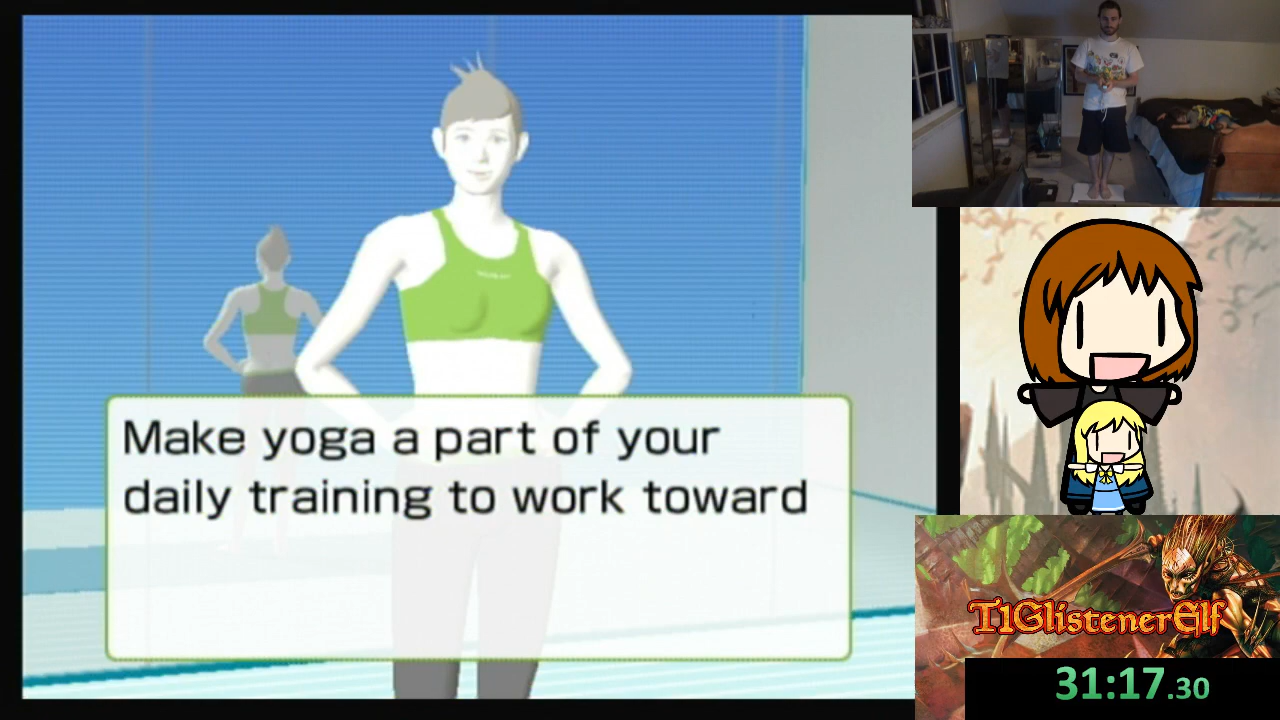 Make yoga a part of your
daily training to work toward
T1GlistenerElf
31:17.30